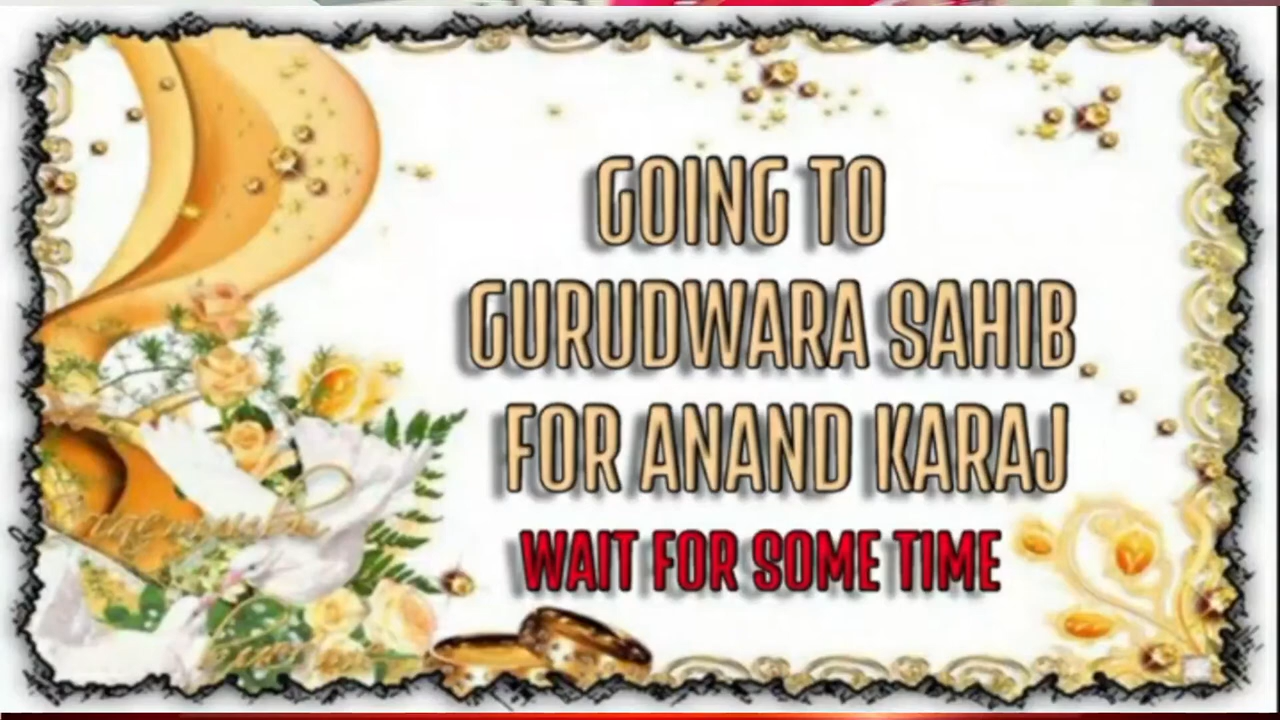 GOING TO
GURUDWARA SAHIB
FOR ANAND KARAJ
WAIT FOR SOME TIME